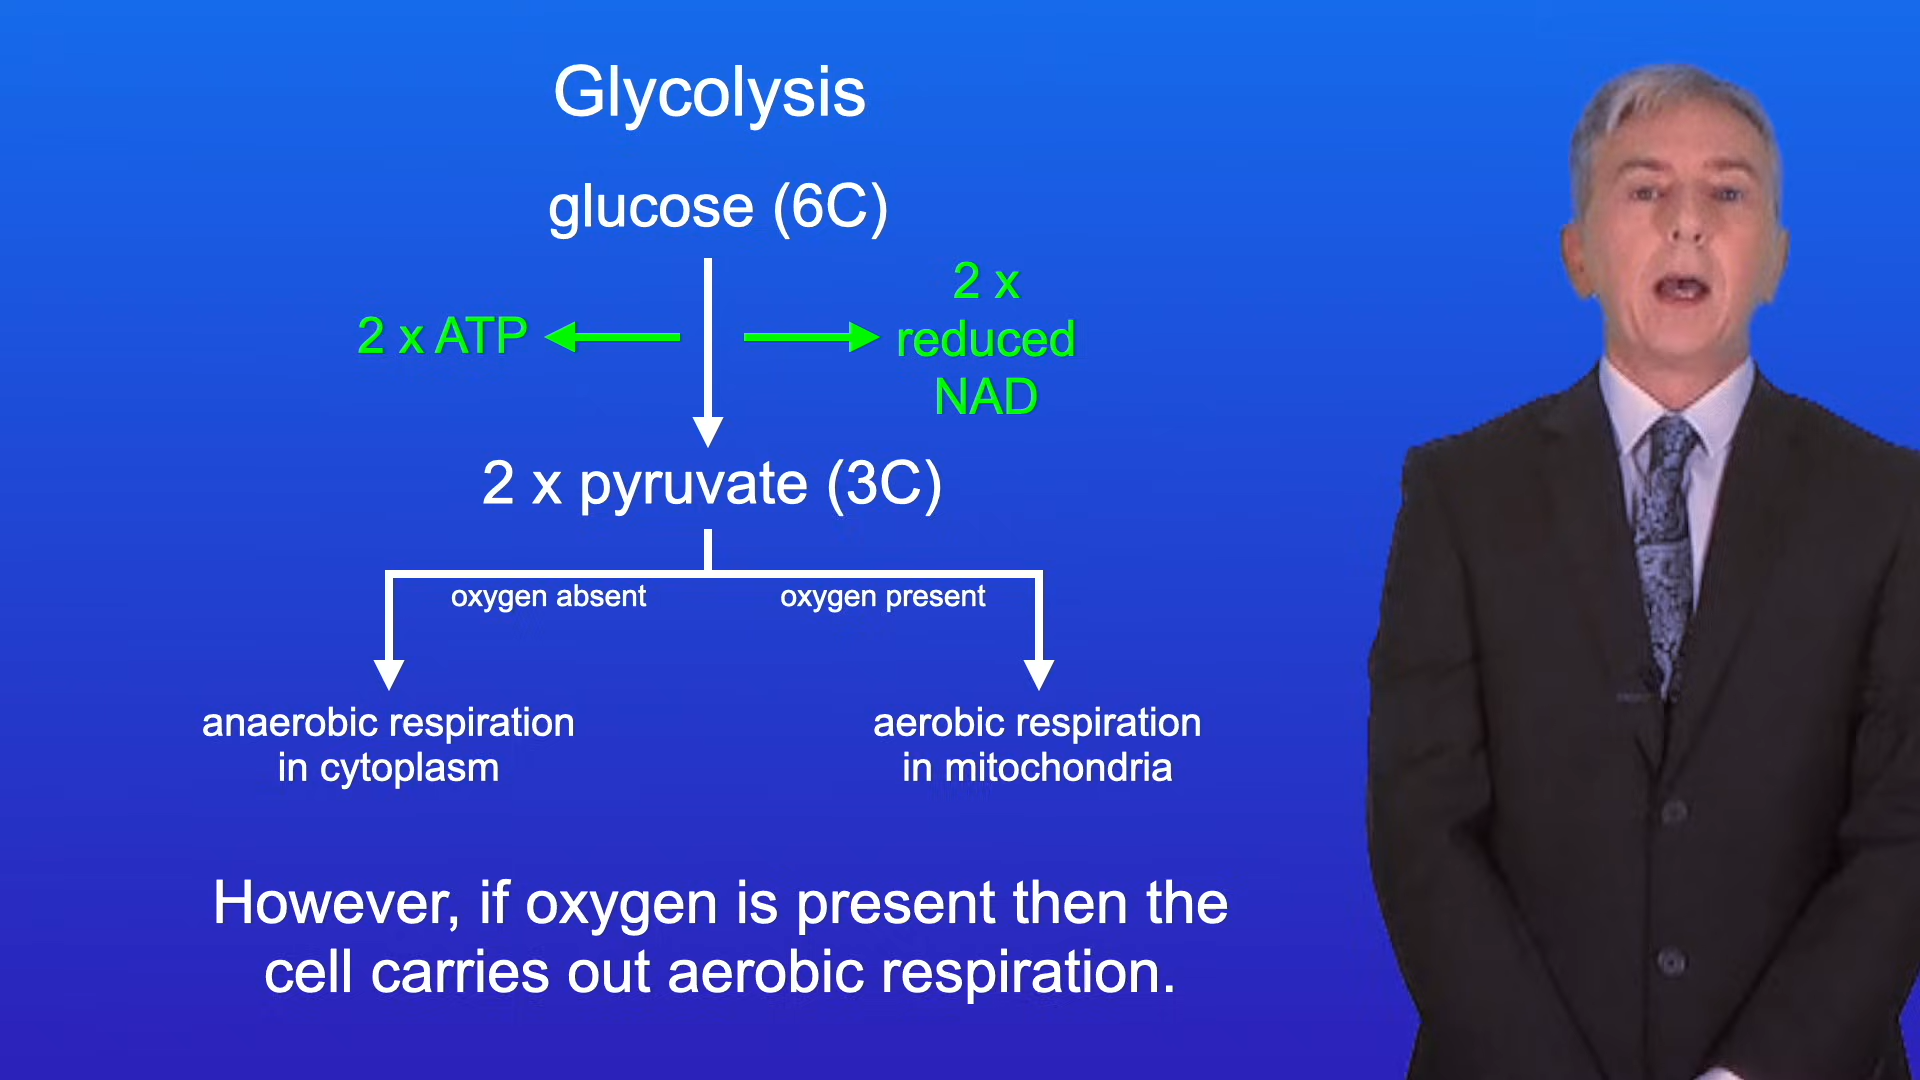 Glycolysis
glucose (6C)
2 x ATP
2 x
reduced
NAD
2 x pyruvate (3C)
oxygen absent
oxygen present
anaerobic respiration
in cytoplasm
aerobic respiration
in mitochondria
However, if oxygen is present then the
cell carries out aerobic respiration.